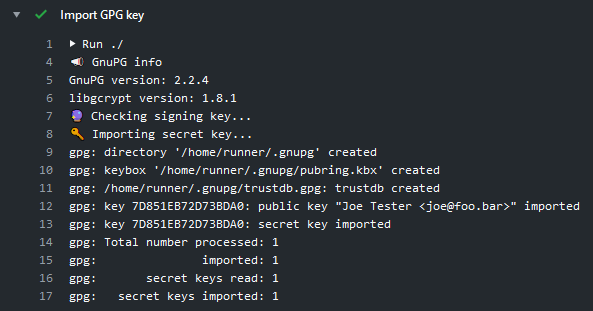 Import GPG key
1 Run ./
4 📣 GnuPG info
5 GnuPG version: 2.2.4
6 libgcrypt version: 1.8.1
7 🔮 Checking signing key...
8 🔑 Importing secret key...
9 gpg: directory '/home/runner/.gnupg' created
10 gpg: keybox '/home/runner/.gnupg/pubring.kbx' created
11 gpg: /home/runner/.gnupg/trustdb.gpg: trustdb created
12 gpg: key 7D851EB72D73BDA0: public key "Joe Tester <joe@foo.bar>" imported
13 gpg: key 7D851EB72D73BDA0: secret key imported
14 gpg: Total number processed: 1
15 gpg:               imported: 1
16 gpg:       secret keys read: 1
17 gpg:   secret keys imported: 1